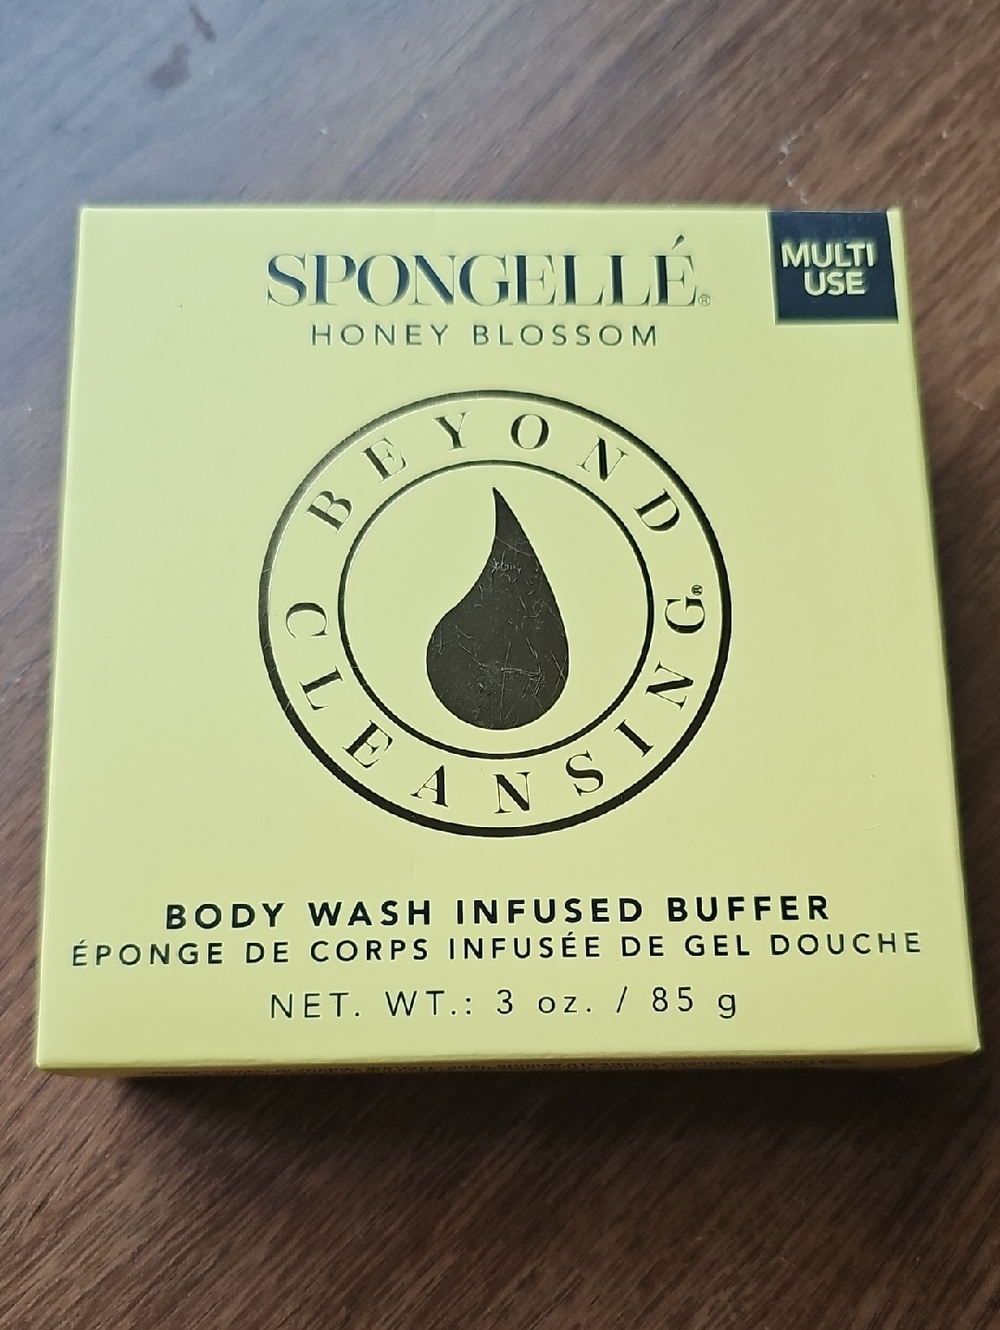 SPONGELLÉ®
HONEY BLOSSOM
MULTI
USE
BEYOND
CLEANSING®
BODY WASH INFUSED BUFFER
ÉPONGE DE CORPS INFUSÉE DE GEL DOUCHE
NET. WT.: 3 oz. / 85 g